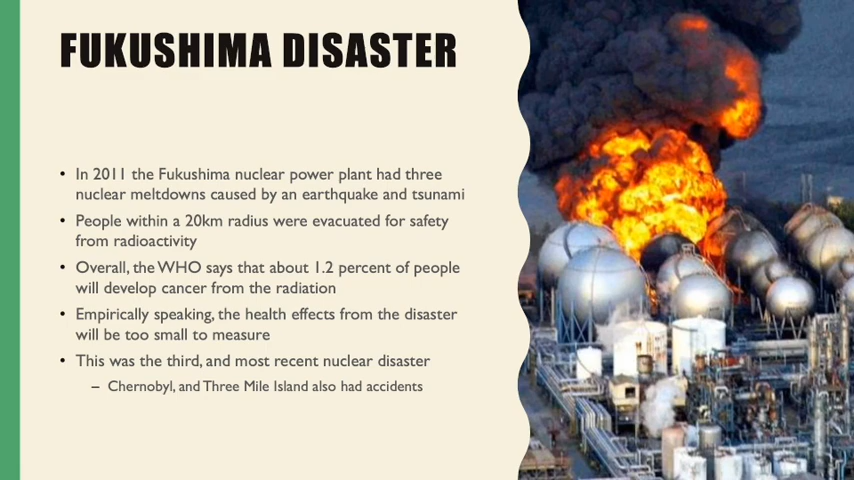 FUKUSHIMA DISASTER
• In 2011 the Fukushima nuclear power plant had three
nuclear meltdowns caused by an earthquake and tsunami
• People within a 20km radius were evacuated for safety
from radioactivity
• Overall, the WHO says that about 1.2 percent of people
will develop cancer from the radiation
• Empirically speaking, the health effects from the disaster
will be too small to measure
• This was the third, and most recent nuclear disaster
– Chernobyl, and Three Mile Island also had accidents